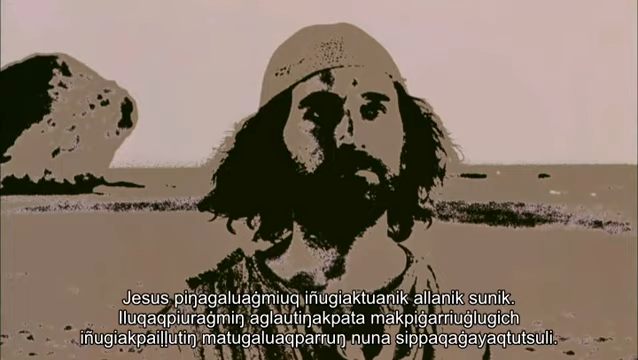 Jesus piŋagaluaġmiuq iñugiaktuanik allanik sunik.
Iluqaqpiuraġmiŋ aglautiŋakpata makpiġarriuġlugich
iñugiakpaiḷḷutiŋ matugaluaqparruŋ nuna sippaqaġayaqtutsuli.